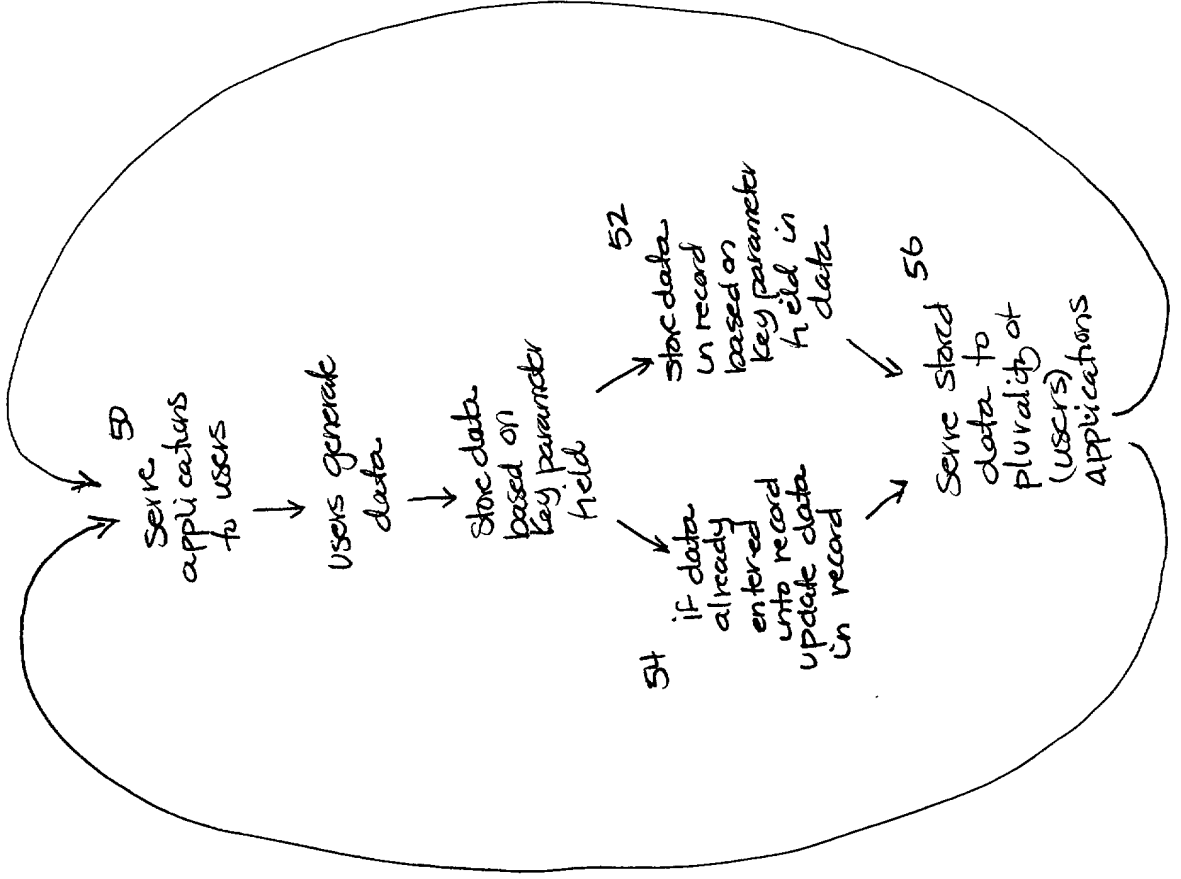 Serve 50
applications
to users
users generate
data
store data
based on
key parameter
field
54
if data
already
entered
into record
update data
in record
52
store data
in record
based on
key parameter
field in
data
Serve stored 56
data to
plurality of
(users)
applications